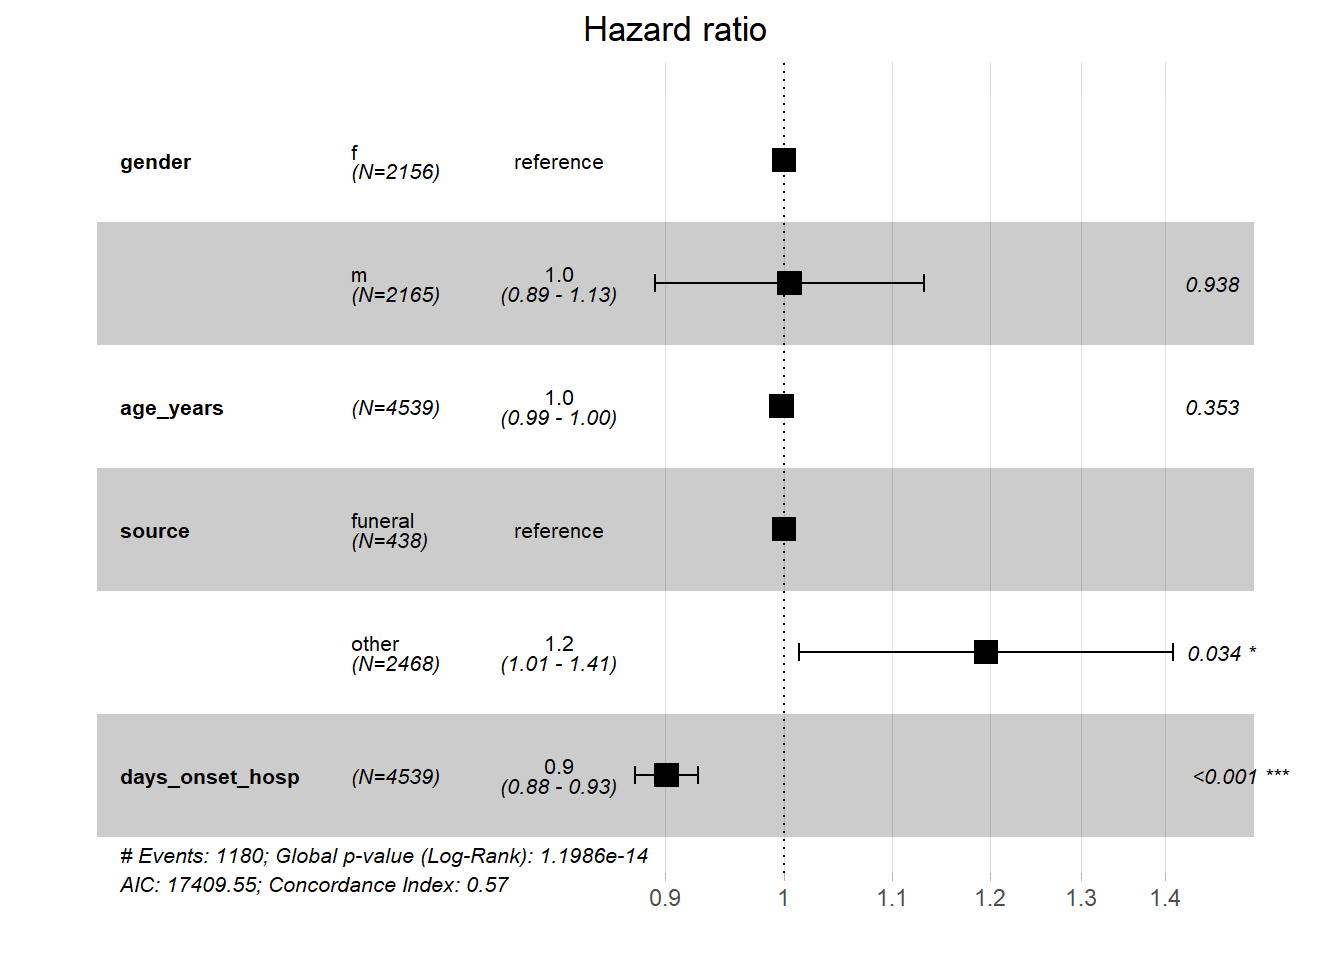 Hazard ratio
gender
f
(N=2156)
reference
m
(N=2165)
1.0
(0.89 - 1.13)
0.938
age_years
(N=4539)
1.0
(0.99 - 1.00)
0.353
source
funeral
(N=438)
reference
other
(N=2468)
1.2
(1.01 - 1.41)
0.034 *
days_onset_hosp
(N=4539)
0.9
(0.88 - 0.93)
<0.001 ***
# Events: 1180; Global p-value (Log-Rank): 1.1986e-14
AIC: 17409.55; Concordance Index: 0.57
0.9 1 1.1 1.2 1.3 1.4